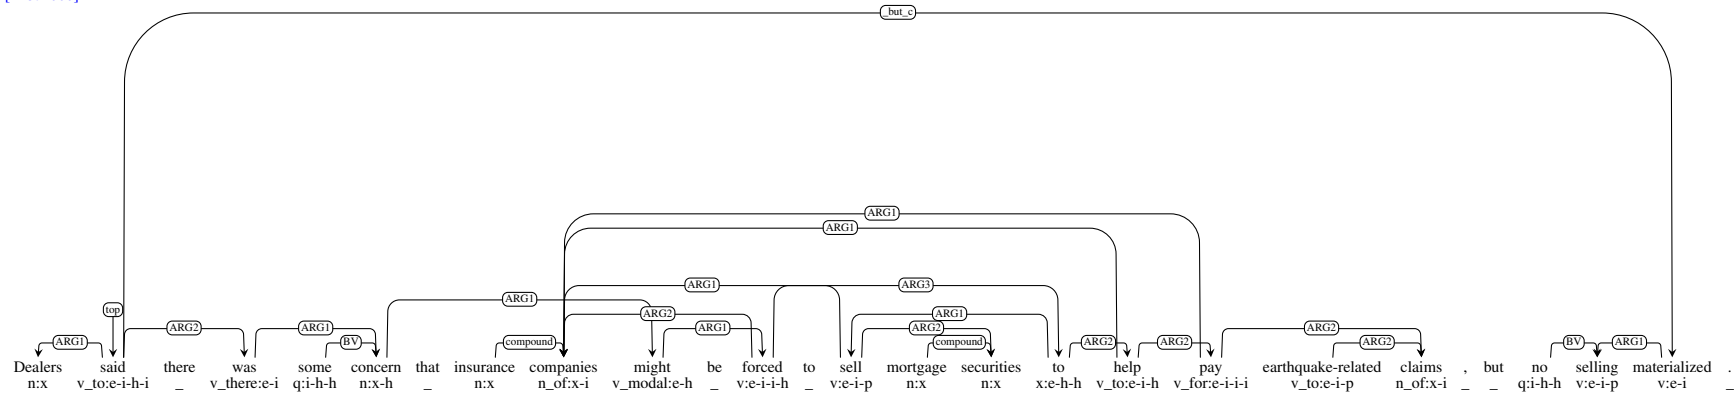 _but_c
ARG1
ARG1
ARG1 ARG3
top ARG1 ARG2 ARG1
ARG2 ARG1 ARG1 ARG2 ARG2
ARG1 BV compound compound ARG2 ARG2 ARG2 BV ARG1
Dealers said there was some concern that insurance companies might be forced to sell mortgage securities to help pay earthquake-related claims , but no selling materialized .
n:x v_to:e-i-h-i _ v_there:e-i q:i-h-h n:x-h _ n:x n_of:x-i v_modal:e-h _ v:e-i-i-h _ v:e-i-p n:x n:x x:e-h-h v_to:e-i-h v_for:e-i-i-i v_to:e-i-p n_of:x-i _ _ q:i-h-h v:e-i-p v:e-i _